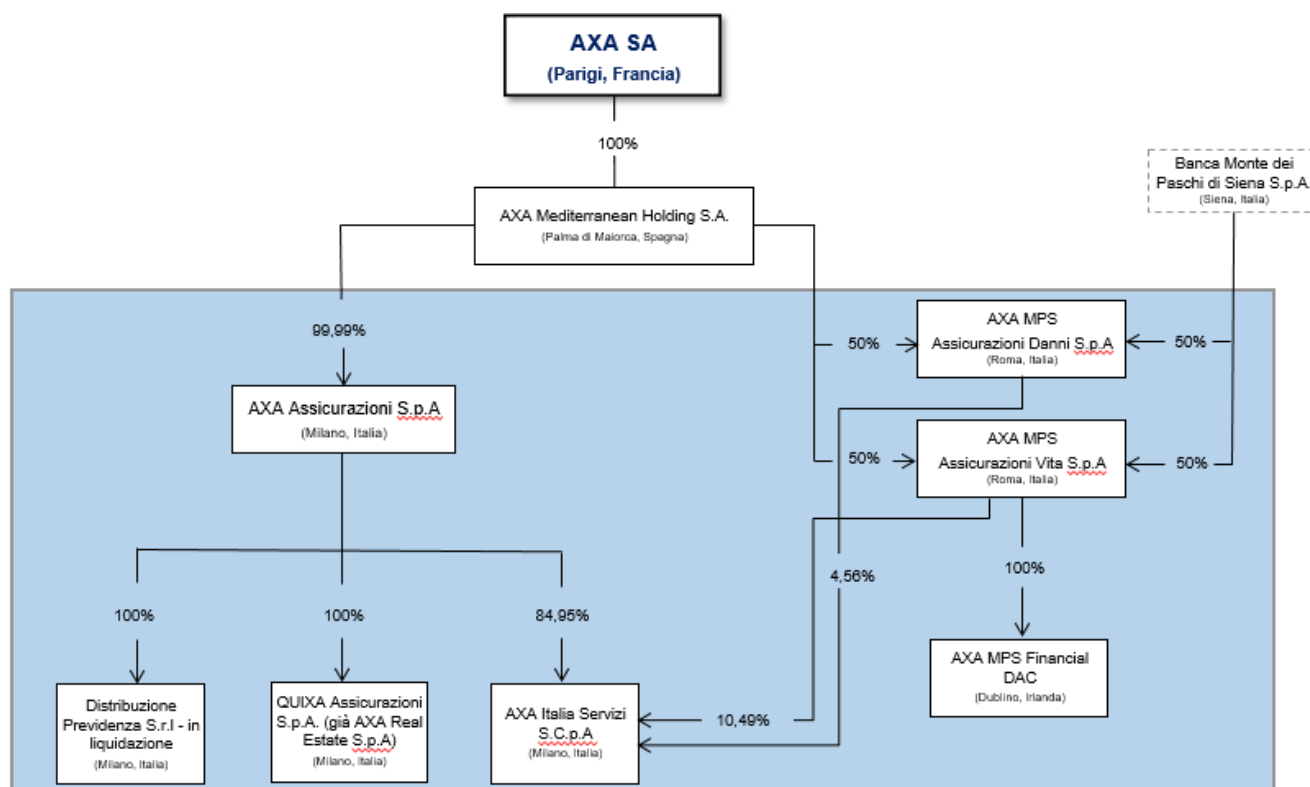 AXA SA
(Parigi, Francia)
100%
Banca Monte dei
Paschi di Siena S.p.A.
(Siena, Italia)
AXA Mediterranean Holding S.A.
(Palma di Maiorca, Spagna)
99,99%
AXA MPS
Assicurazioni Danni S.p.A
(Roma, Italia)
50%
50%
AXA Assicurazioni S.p.A
(Milano, Italia)
AXA MPS
Assicurazioni Vita S.p.A
(Roma, Italia)
50%
50%
4,56%
100%
100%
100%
84,95%
AXA MPS Financial
DAC
(Dublino, Irlanda)
Distribuzione
Previdenza S.r.l - in
liquidazione
(Milano, Italia)
QUIXA Assicurazioni
S.p.A. (già AXA Real
Estate S.p.A)
(Milano, Italia)
AXA Italia Servizi
S.C.p.A
(Milano, Italia)
10,49%